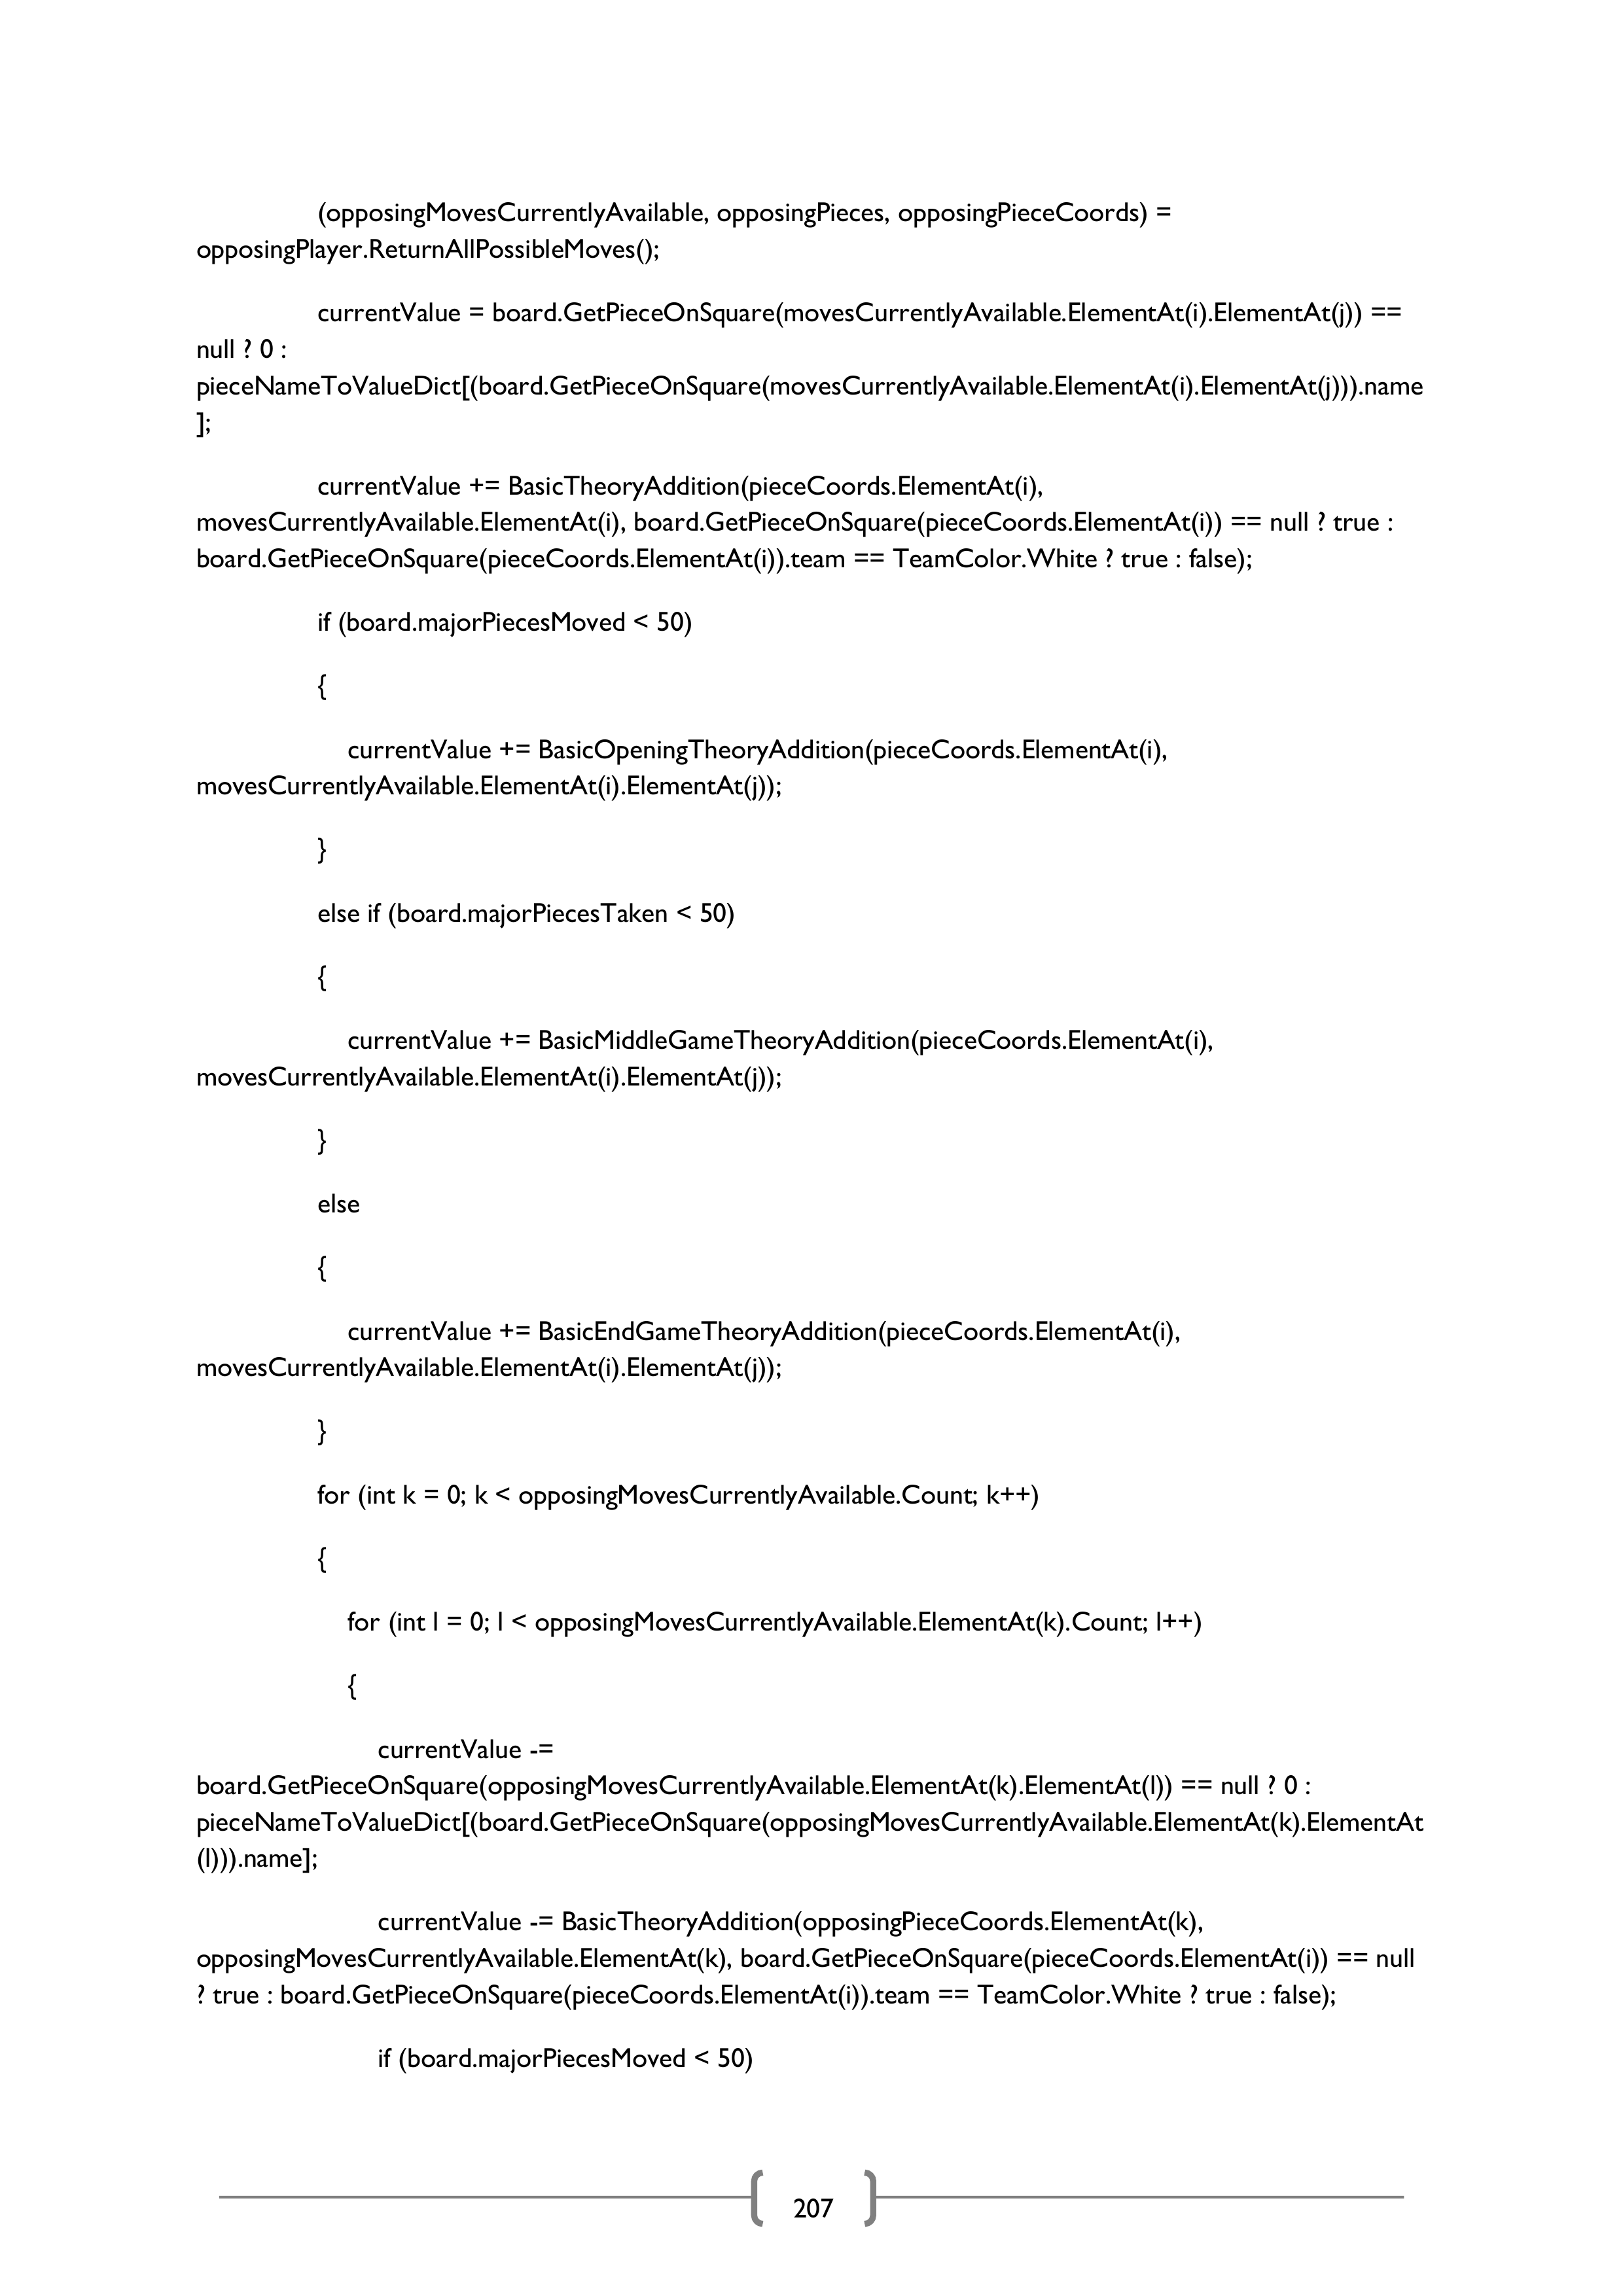 (opposingMovesCurrentlyAvailable, opposingPieces, opposingPieceCoords) =
opposingPlayer.ReturnAllPossibleMoves();
currentValue = board.GetPieceOnSquare(movesCurrentlyAvailable.ElementAt(i).ElementAt(j)) ==
null ? 0 :
pieceNameToValueDict[(board.GetPieceOnSquare(movesCurrentlyAvailable.ElementAt(i).ElementAt(j))).name
];
currentValue += BasicTheoryAddition(pieceCoords.ElementAt(i),
movesCurrentlyAvailable.ElementAt(i), board.GetPieceOnSquare(pieceCoords.ElementAt(i)) == null ? true :
board.GetPieceOnSquare(pieceCoords.ElementAt(i)).team == TeamColor.White ? true : false);
if (board.majorPiecesMoved < 50)
{
currentValue += BasicOpeningTheoryAddition(pieceCoords.ElementAt(i),
movesCurrentlyAvailable.ElementAt(i).ElementAt(j));
}
else if (board.majorPiecesTaken < 50)
{
currentValue += BasicMiddleGameTheoryAddition(pieceCoords.ElementAt(i),
movesCurrentlyAvailable.ElementAt(i).ElementAt(j));
}
else
{
currentValue += BasicEndGameTheoryAddition(pieceCoords.ElementAt(i),
movesCurrentlyAvailable.ElementAt(i).ElementAt(j));
}
for (int k = 0; k < opposingMovesCurrentlyAvailable.Count; k++)
{
for (int l = 0; l < opposingMovesCurrentlyAvailable.ElementAt(k).Count; l++)
{
currentValue -=
board.GetPieceOnSquare(opposingMovesCurrentlyAvailable.ElementAt(k).ElementAt(l)) == null ? 0 :
pieceNameToValueDict[(board.GetPieceOnSquare(opposingMovesCurrentlyAvailable.ElementAt(k).ElementAt
(l))).name];
currentValue -= BasicTheoryAddition(opposingPieceCoords.ElementAt(k),
opposingMovesCurrentlyAvailable.ElementAt(k), board.GetPieceOnSquare(pieceCoords.ElementAt(i)) == null
? true : board.GetPieceOnSquare(pieceCoords.ElementAt(i)).team == TeamColor.White ? true : false);
if (board.majorPiecesMoved < 50)
207